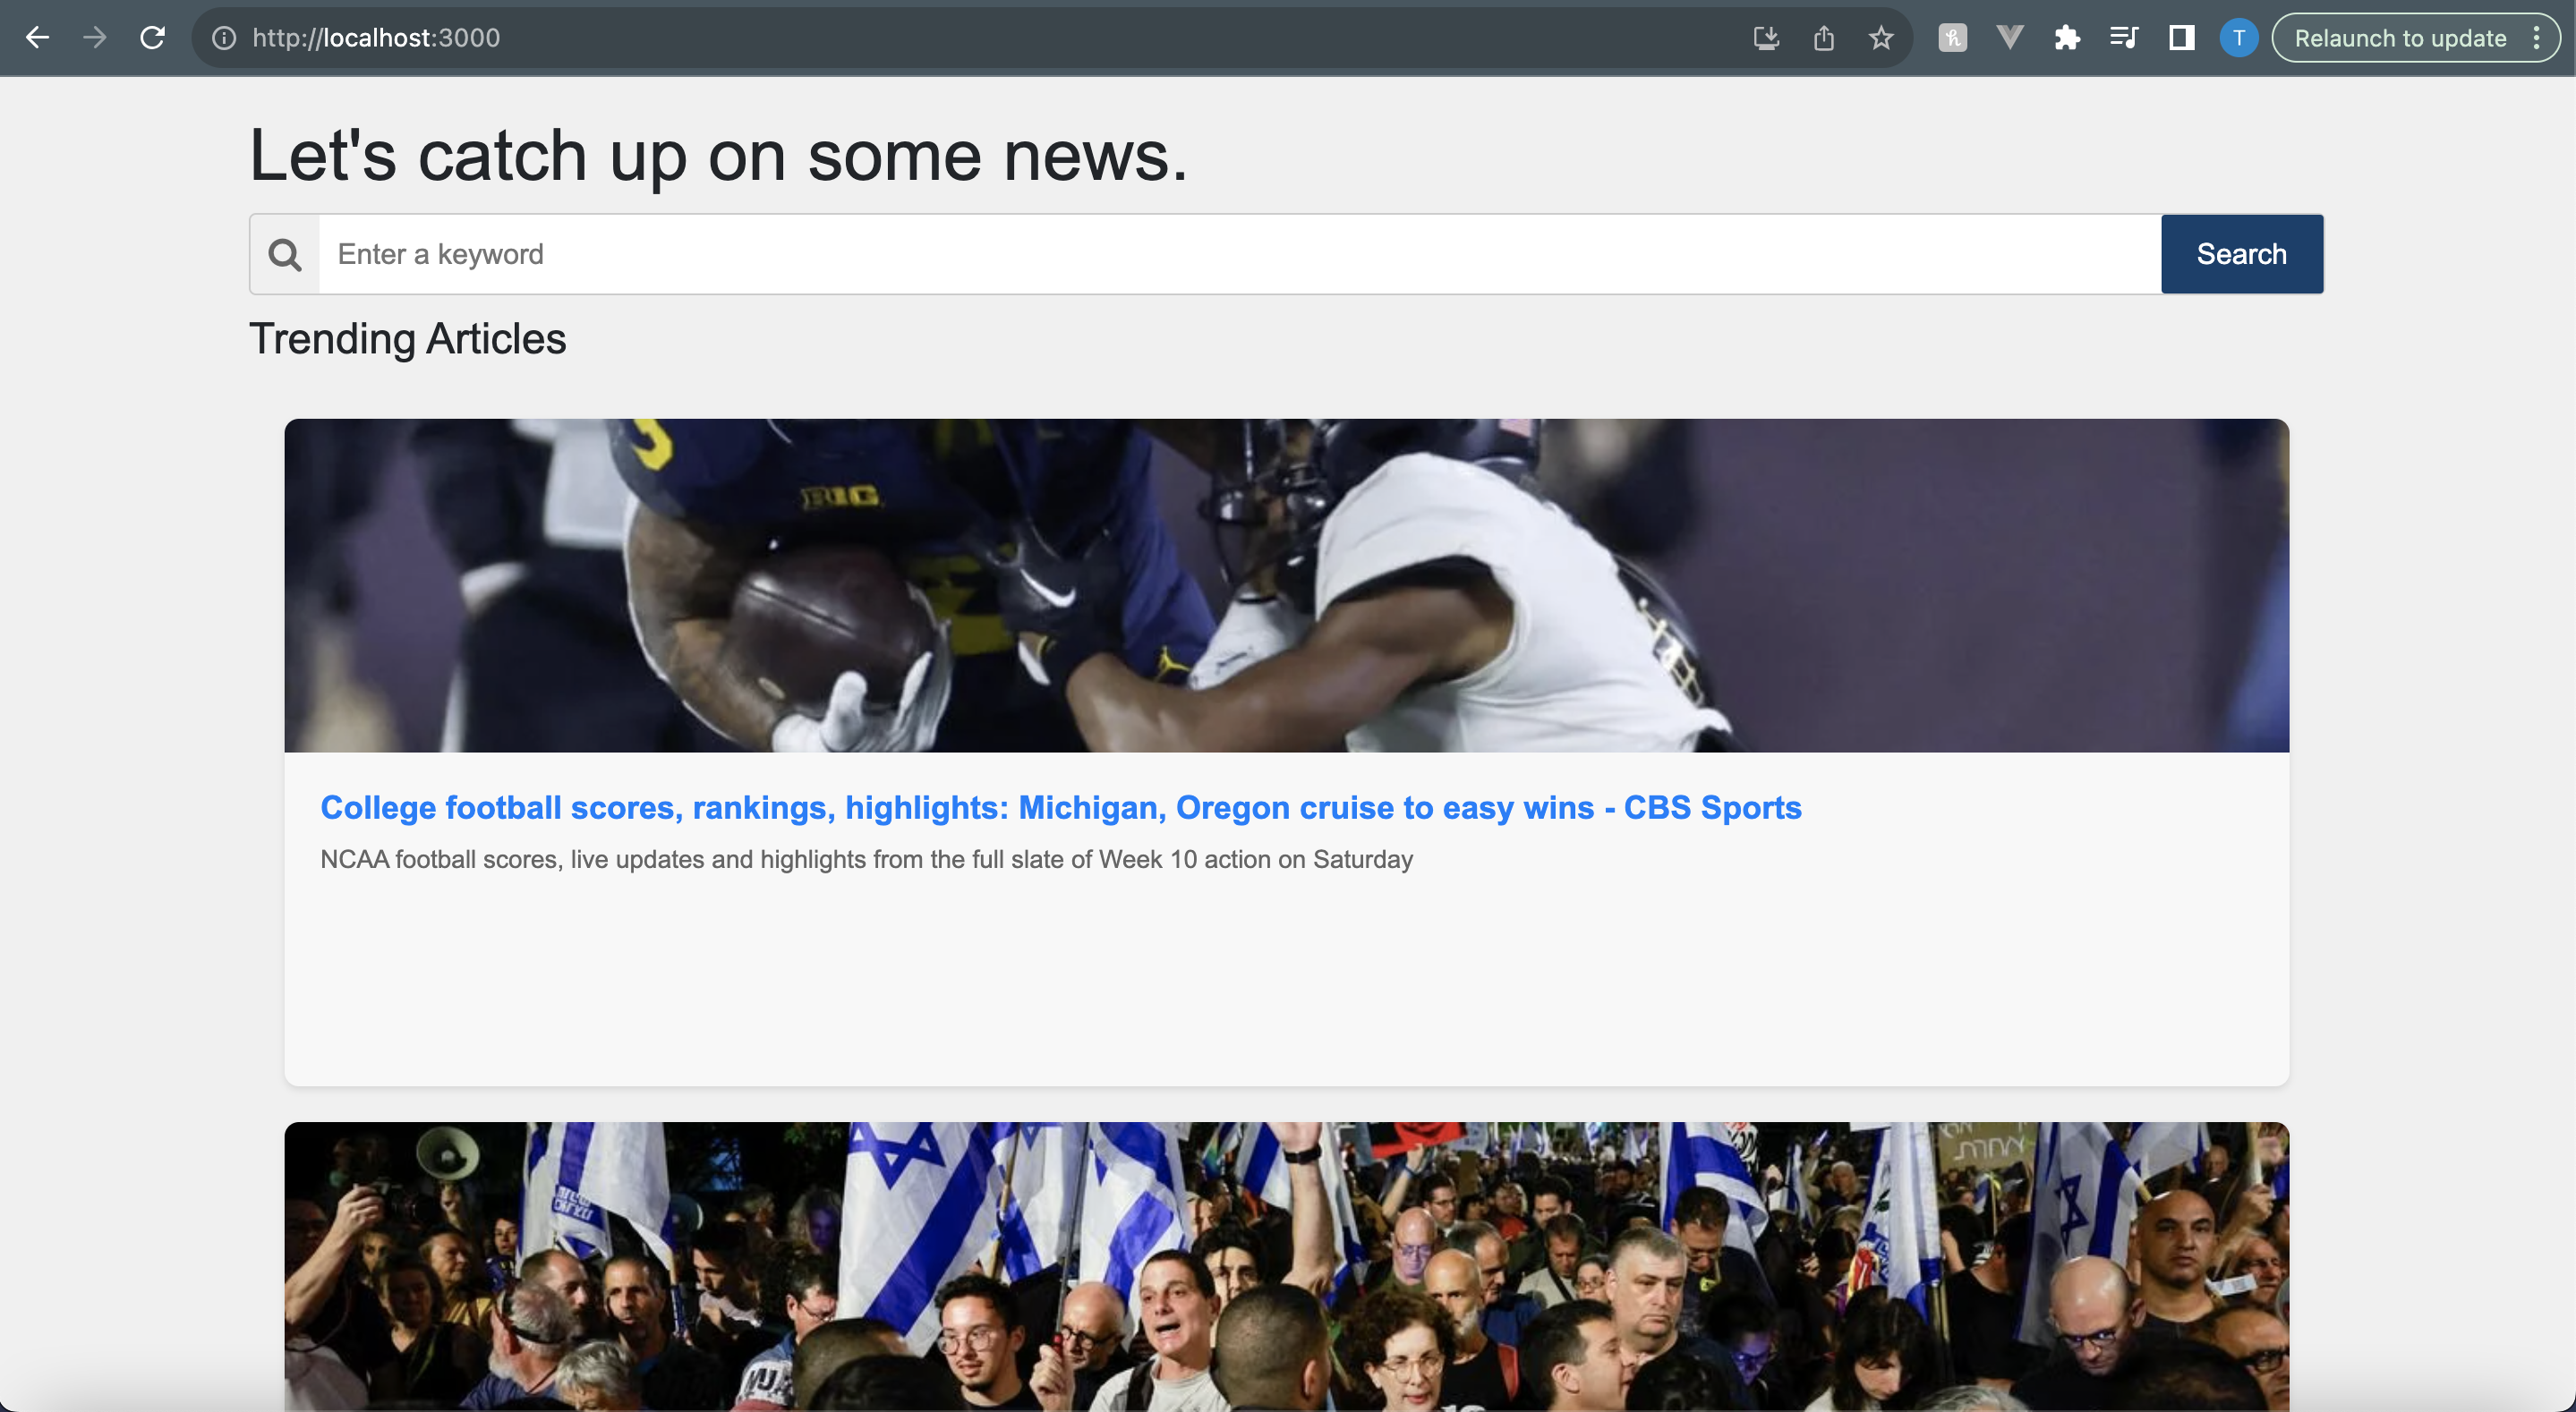 http://localhost:3000
T
Relaunch to update
Let's catch up on some news.
Enter a keyword
Search
Trending Articles
BIG
College football scores, rankings, highlights: Michigan, Oregon cruise to easy wins - CBS Sports
NCAA football scores, live updates and highlights from the full slate of Week 10 action on Saturday